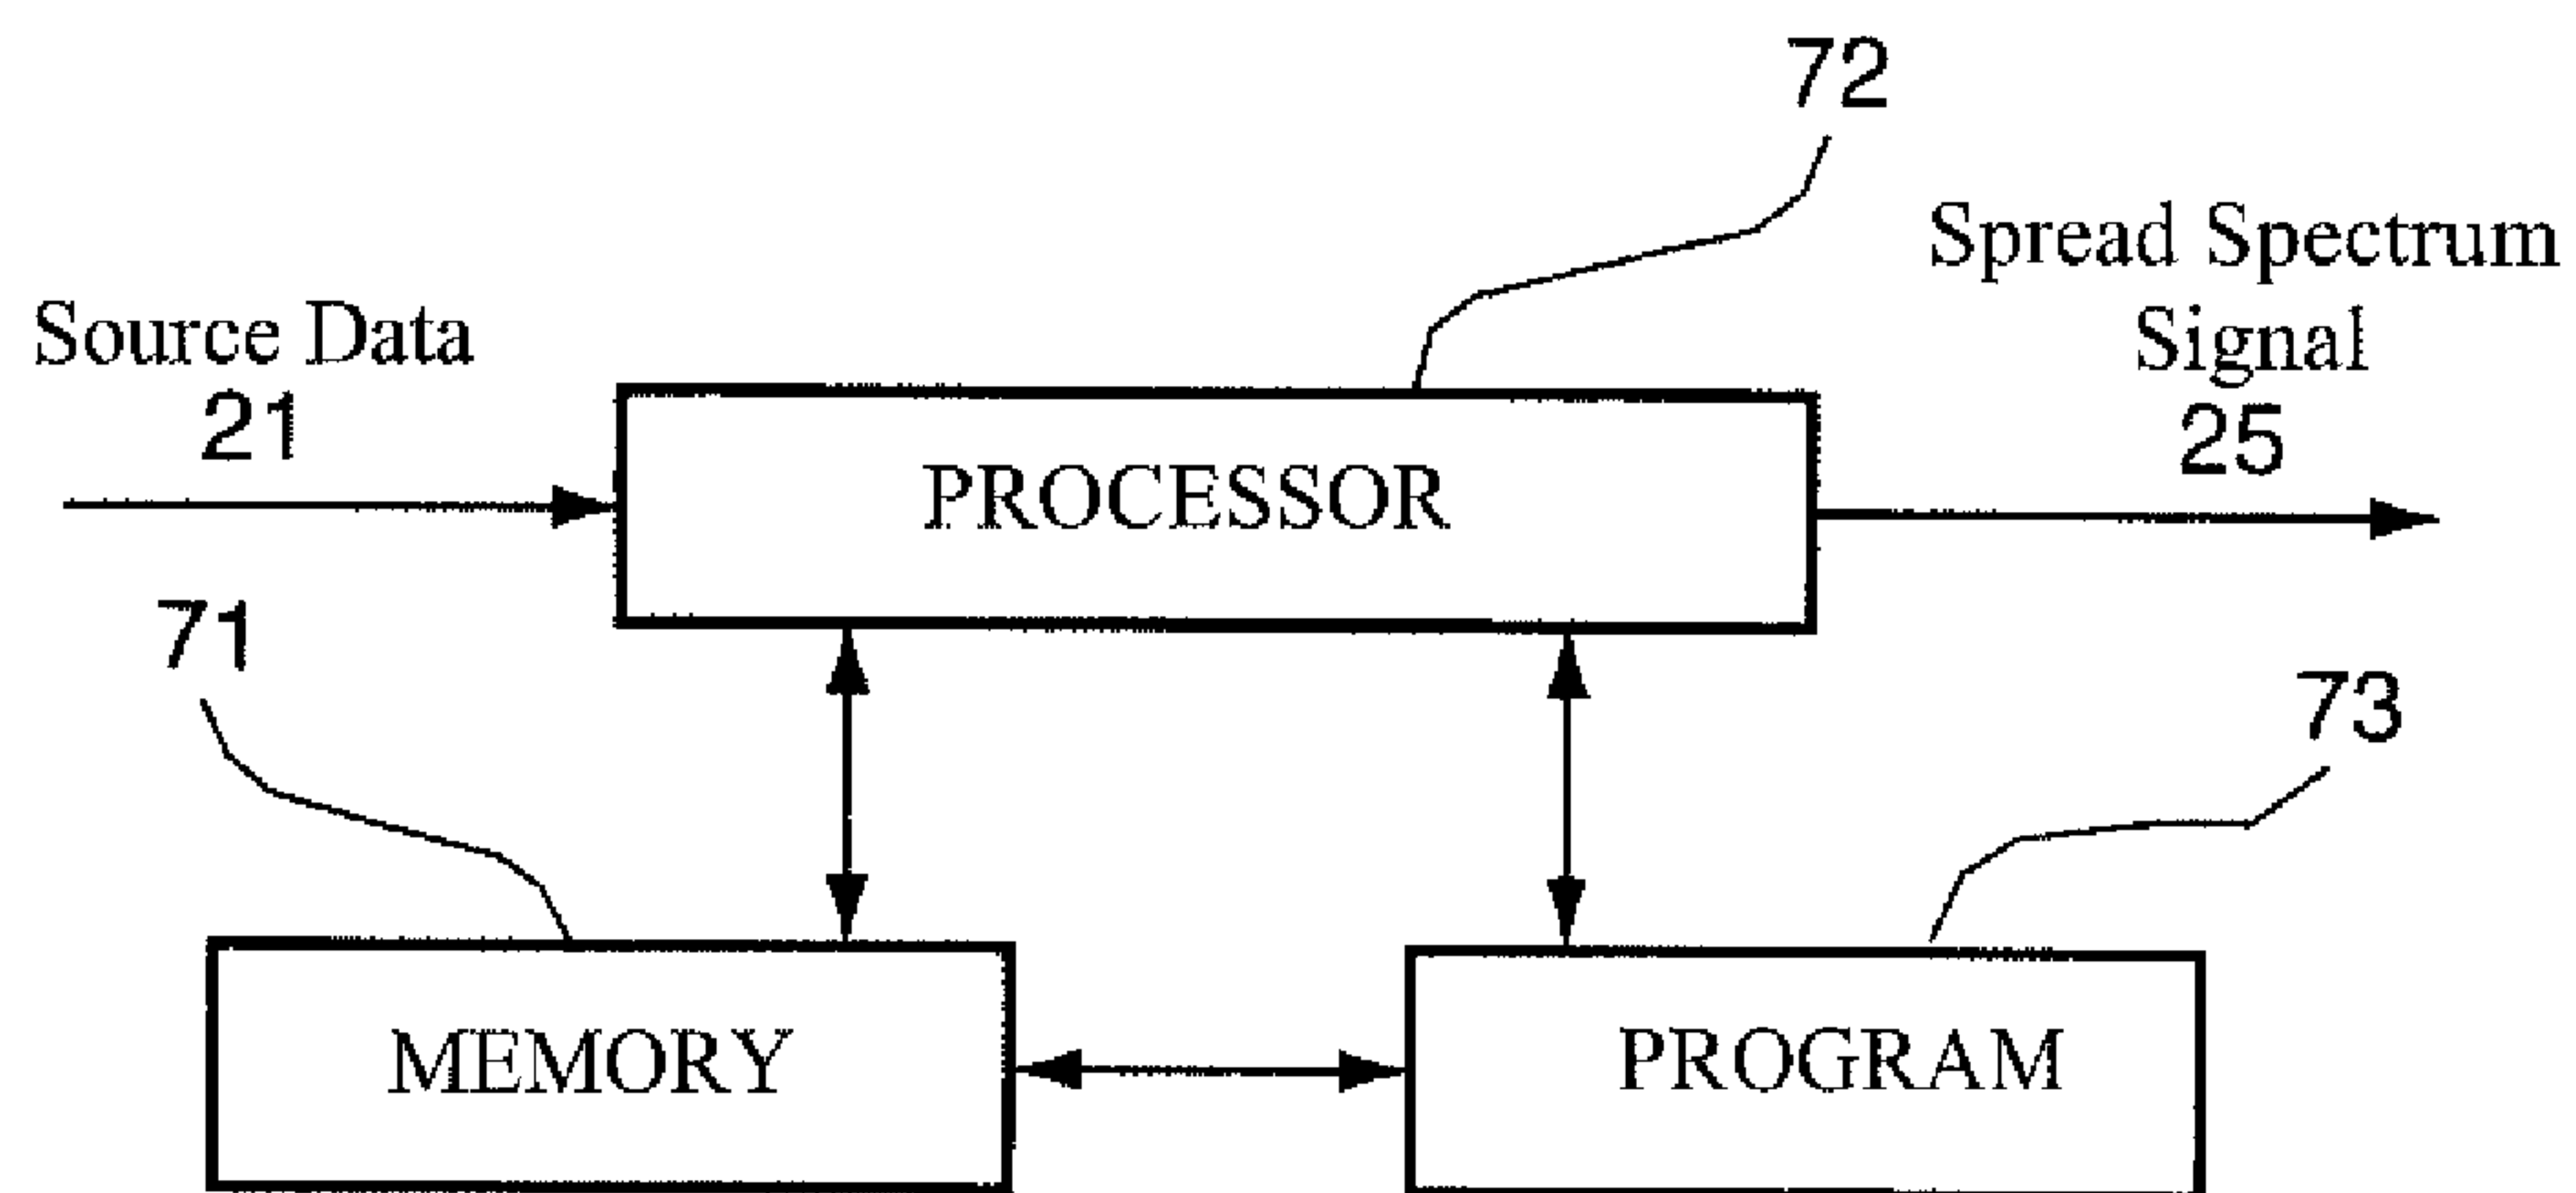 72
Spread Spectrum
Signal
25
Source Data
21
PROCESSOR
71
73
MEMORY
PROGRAM